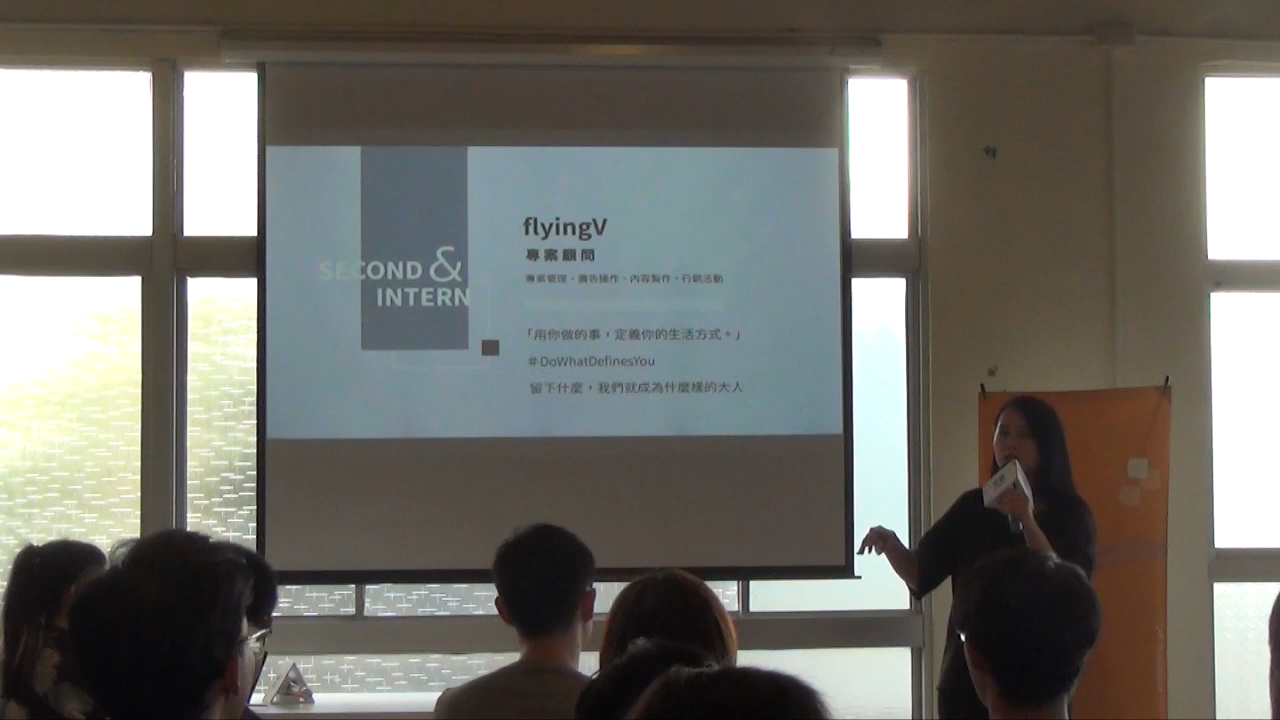 SECOND &
INTERN
flyingV
專案顧問
專案管理、廣告操作、內容製作、行銷活動
「用你做的事，定義你的生活方式。」
#DoWhatDefinesYou
留下什麼，我們就成為什麼樣的大人